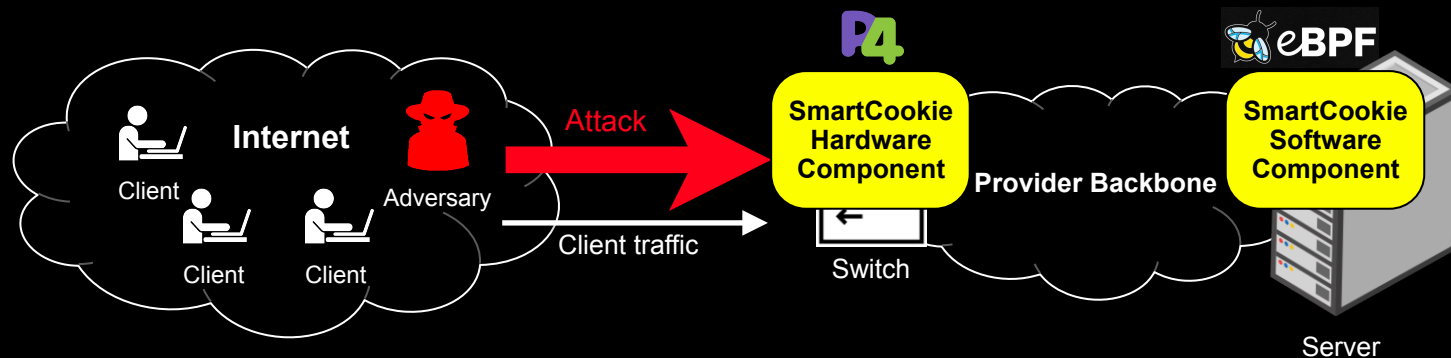 P4
eBPF
SmartCookie
Hardware
Component
SmartCookie
Software
Component
Attack
Internet
Client
Adversary
Provider Backbone
Client traffic
Client
Client
Switch
Server